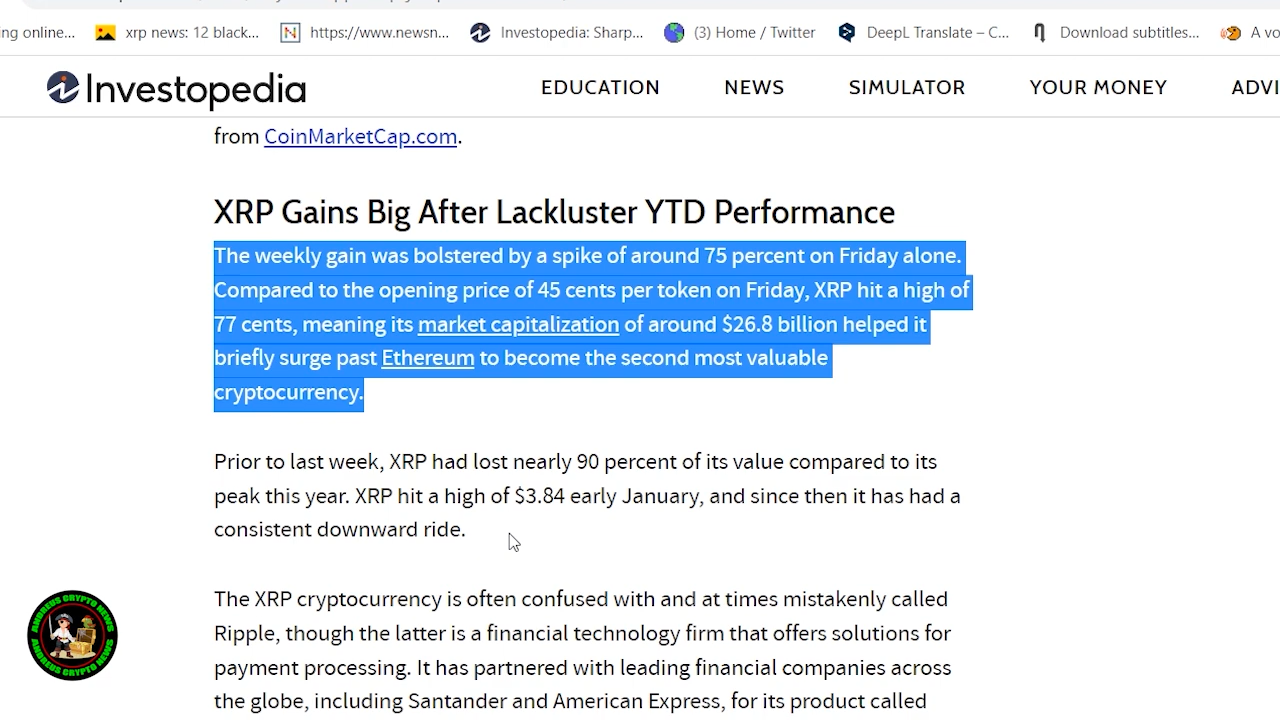 ing online...
xrp news: 12 black...
https://www.newsn...
Investopedia: Sharp...
(3) Home / Twitter
DeepL Translate – C...
Download subtitles...
A vo
Investopedia
EDUCATION
NEWS
SIMULATOR
YOUR MONEY
ADVI
from CoinMarketCap.com.
XRP Gains Big After Lackluster YTD Performance
The weekly gain was bolstered by a spike of around 75 percent on Friday alone.
Compared to the opening price of 45 cents per token on Friday, XRP hit a high of
77 cents, meaning its market capitalization of around $26.8 billion helped it
briefly surge past Ethereum to become the second most valuable
cryptocurrency.
Prior to last week, XRP had lost nearly 90 percent of its value compared to its
peak this year. XRP hit a high of $3.84 early January, and since then it has had a
consistent downward ride.
The XRP cryptocurrency is often confused with and at times mistakenly called
Ripple, though the latter is a financial technology firm that offers solutions for
payment processing. It has partnered with leading financial companies across
the globe, including Santander and American Express, for its product called
ANDREUS CRYPTO NEWS
ANDREUS CRYPTO NEWS